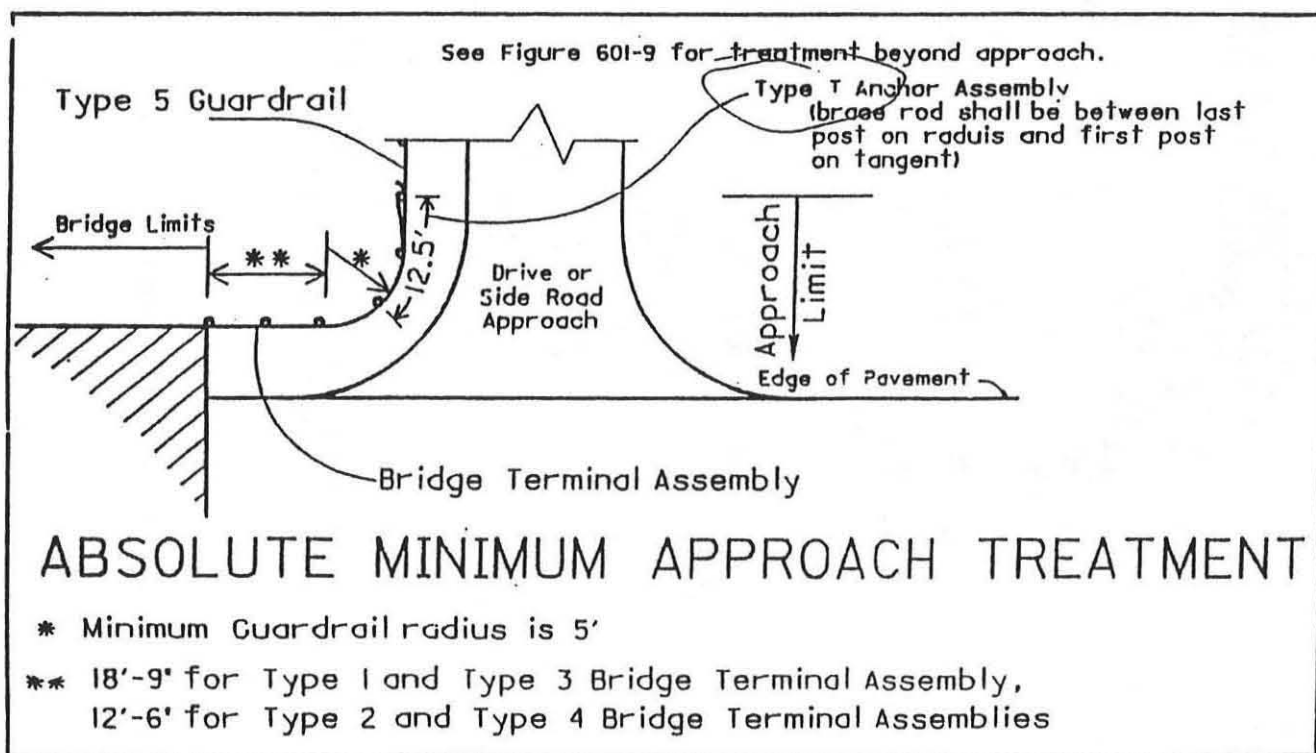 See Figure 601-9 for treatment beyond approach.
Type 5 Guardrail
Type T Anchor Assembly
(brace rod shall be between last
post on raduis and first post
on tangent)
Bridge Limits
**
*
12.5'
Drive or
Side Road
Approach
Approach
Limit
Edge of Pavement
Bridge Terminal Assembly
ABSOLUTE MINIMUM APPROACH TREATMENT
* Minimum Guardrail radius is 5'
** 18'-9" for Type 1 and Type 3 Bridge Terminal Assembly,
12'-6" for Type 2 and Type 4 Bridge Terminal Assemblies